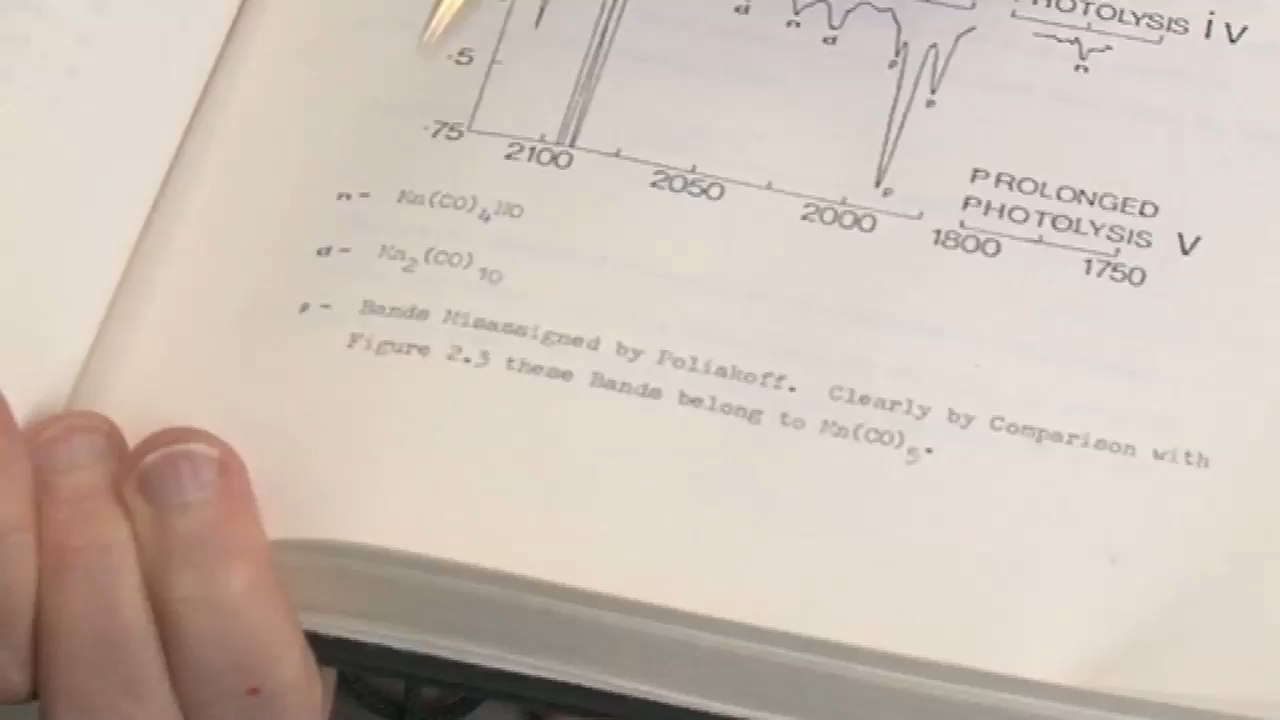 PHOTOLYSIS iv
d
n
d
p
n
p
.5
.75
p
2100
2050
2000
1800
1750
PROLONGED
PHOTOLYSIS V
n = Mn(CO)4NO
d = Mn2(CO)10
p = Bands Misassigned by Poliakoff. Clearly by Comparison with
Figure 2.3 these Bands belong to Mn(CO)5.